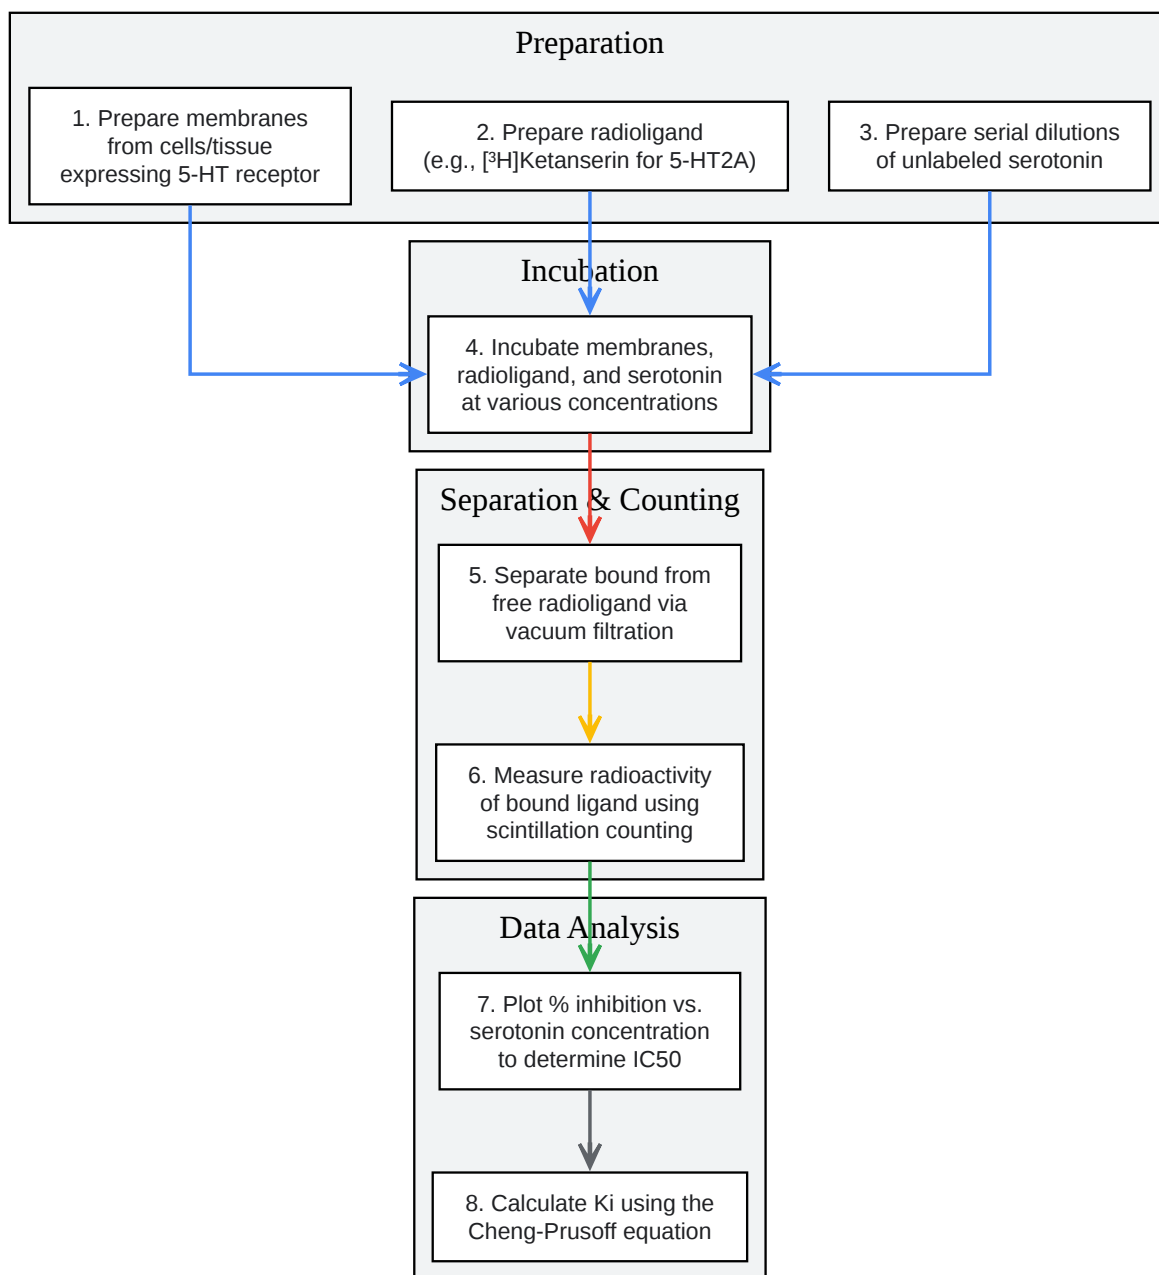 Preparation
1. Prepare membranes
from cells/tissue
expressing 5-HT receptor
2. Prepare radioligand
(e.g., [³H]Ketanserin for 5-HT2A)
3. Prepare serial dilutions
of unlabeled serotonin
Incubation
4. Incubate membranes,
radioligand, and serotonin
at various concentrations
Separation & Counting
5. Separate bound from
free radioligand via
vacuum filtration
6. Measure radioactivity
of bound ligand using
scintillation counting
Data Analysis
7. Plot % inhibition vs.
serotonin concentration
to determine IC50
8. Calculate Ki using the
Cheng-Prusoff equation